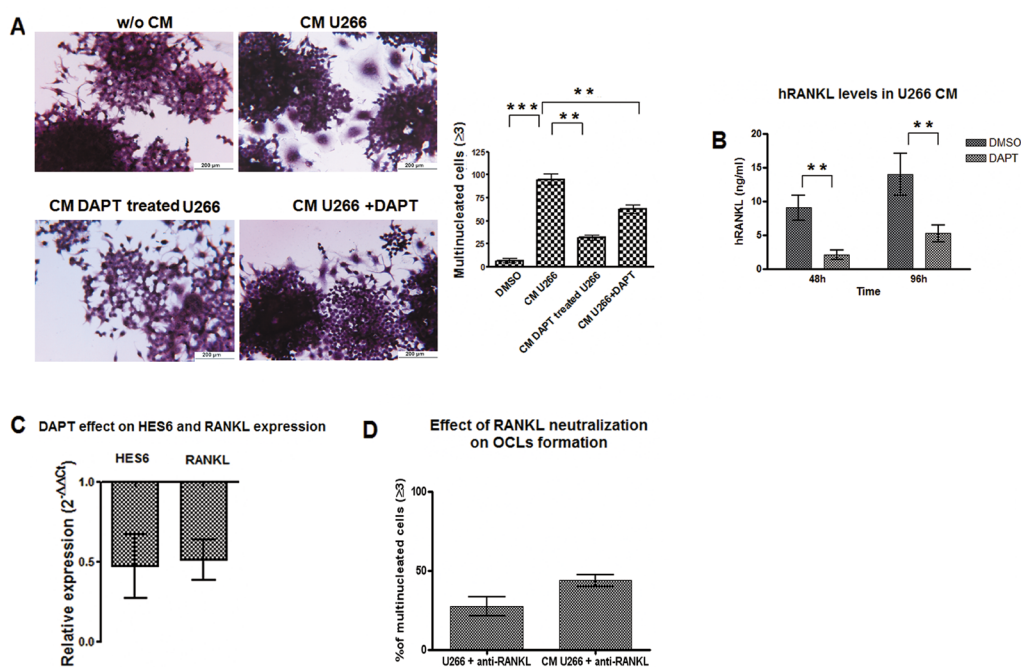 A
w/o CM
CM U266
200 µm
200 µm
CM DAPT treated U266
CM U266 +DAPT
200 µm
200 µm
Multinucleated cells (≥3)
125
100
75
50
25
0
DMSO
CM U266
CM DAPT treated U266
CM U266+DAPT
***
**
**
B
hRANKL levels in U266 CM
hRANKL (ng/ml)
20
15
10
5
0
**
**
48h
96h
Time
DMSO
DAPT
C
DAPT effect on HES6 and RANKL expression
HES6
RANKL
Relative expression (2^-ΔΔCt)
1.0
0.5
0.0
D
Effect of RANKL neutralization
on OCLs formation
%of multinucleated cells (≥3)
100
50
0
U266 + anti-RANKL
CM U266 + anti-RANKL